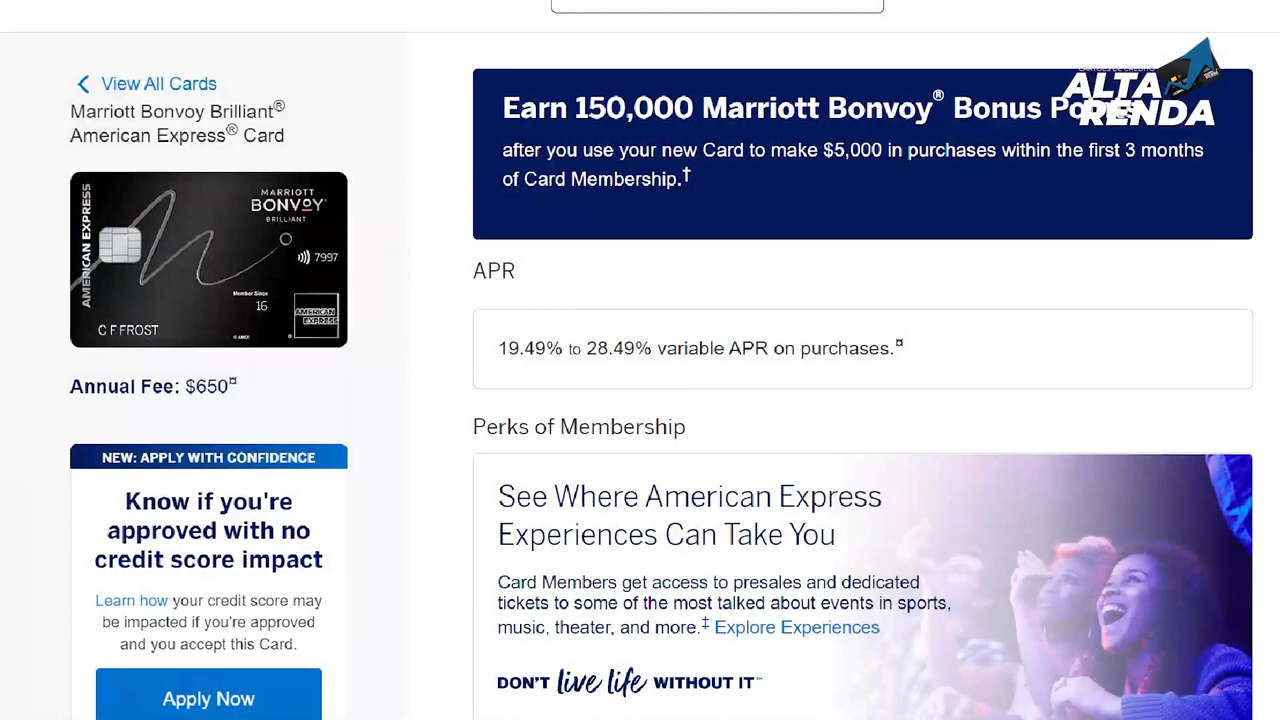 View All Cards
Marriott Bonvoy Brilliant®
American Express® Card
AMERICAN EXPRESS
MARRIOTT
BONVOY®
BRILLIANT
7997
Member Since
16
AMERICAN
EXPRESS
C F FROST
© AMEX
®
Annual Fee: $650¤
NEW: APPLY WITH CONFIDENCE
Know if you're
approved with no
credit score impact
Learn how your credit score may
be impacted if you're approved
and you accept this Card.
Apply Now
CARTÕES DE CRÉDITO
ALTA
RENDA
Earn 150,000 Marriott Bonvoy® Bonus
after you use your new Card to make $5,000 in purchases within the first 3 months
of Card Membership.†
APR
19.49% to 28.49% variable APR on purchases.¤
Perks of Membership
See Where American Express
Experiences Can Take You
Card Members get access to presales and dedicated
tickets to some of the most talked about events in sports,
music, theater, and more.‡ Explore Experiences
DON'T live life WITHOUT IT℠